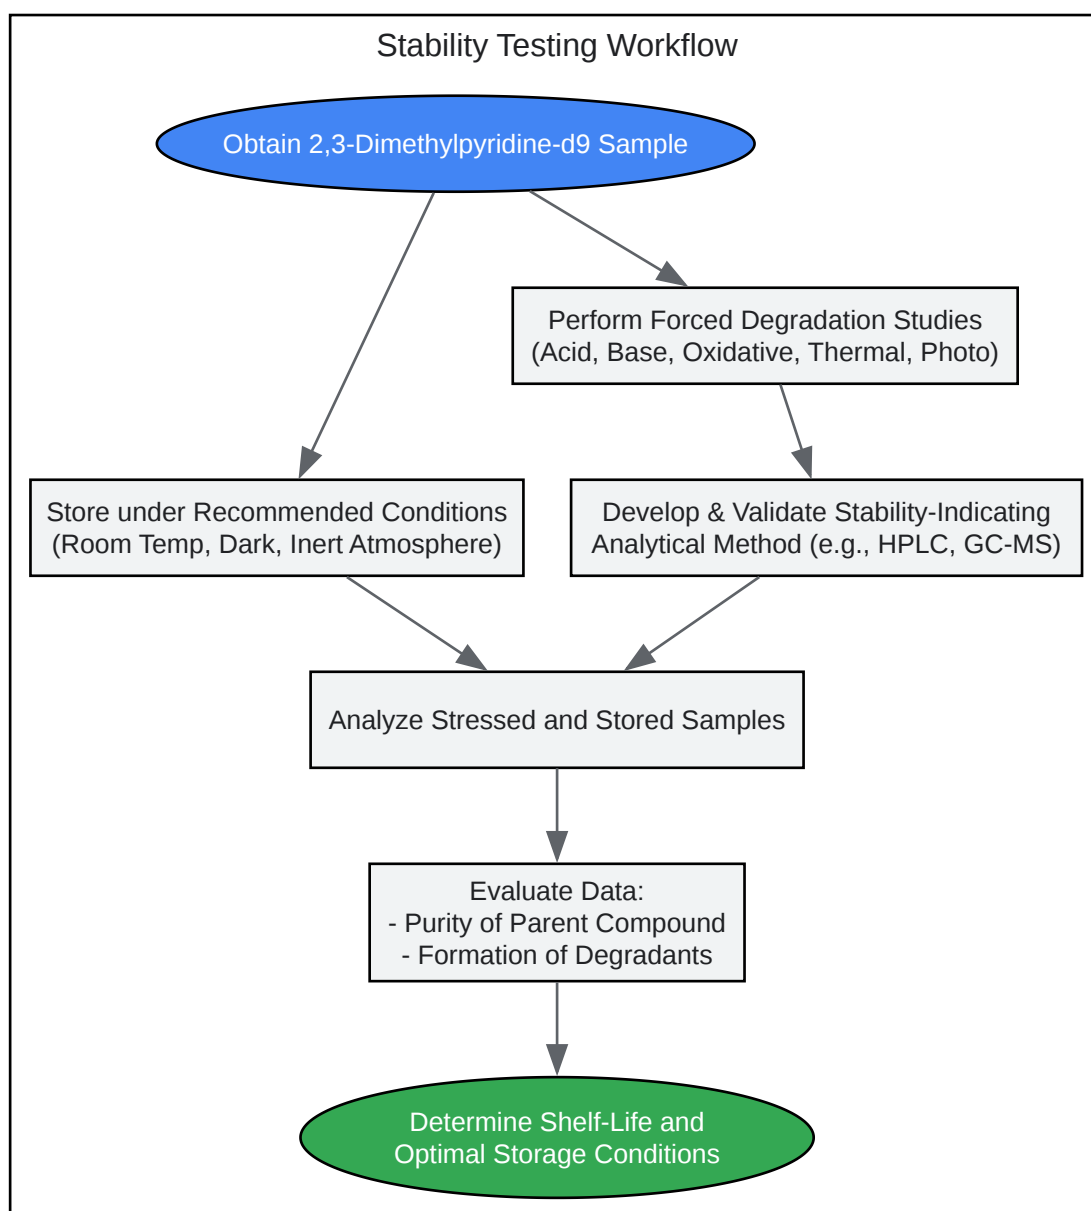 Stability Testing Workflow
Obtain 2,3-Dimethylpyridine-d9 Sample
Perform Forced Degradation Studies
(Acid, Base, Oxidative, Thermal, Photo)
Store under Recommended Conditions
(Room Temp, Dark, Inert Atmosphere)
Develop & Validate Stability-Indicating
Analytical Method (e.g., HPLC, GC-MS)
Analyze Stressed and Stored Samples
Evaluate Data:
- Purity of Parent Compound
- Formation of Degradants
Determine Shelf-Life and
Optimal Storage Conditions